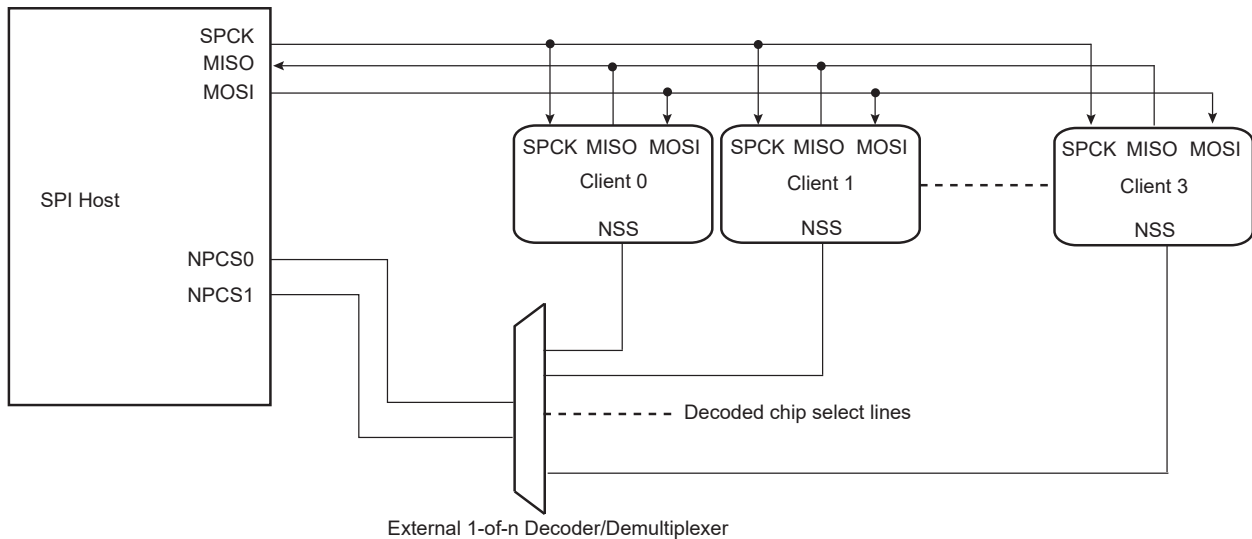 SPCK
MISO
MOSI
SPI Host
NPCS0
NPCS1
SPCK MISO MOSI
Client 0
NSS
SPCK MISO MOSI
Client 1
NSS
SPCK MISO MOSI
Client 3
NSS
Decoded chip select lines
External 1-of-n Decoder/Demultiplexer